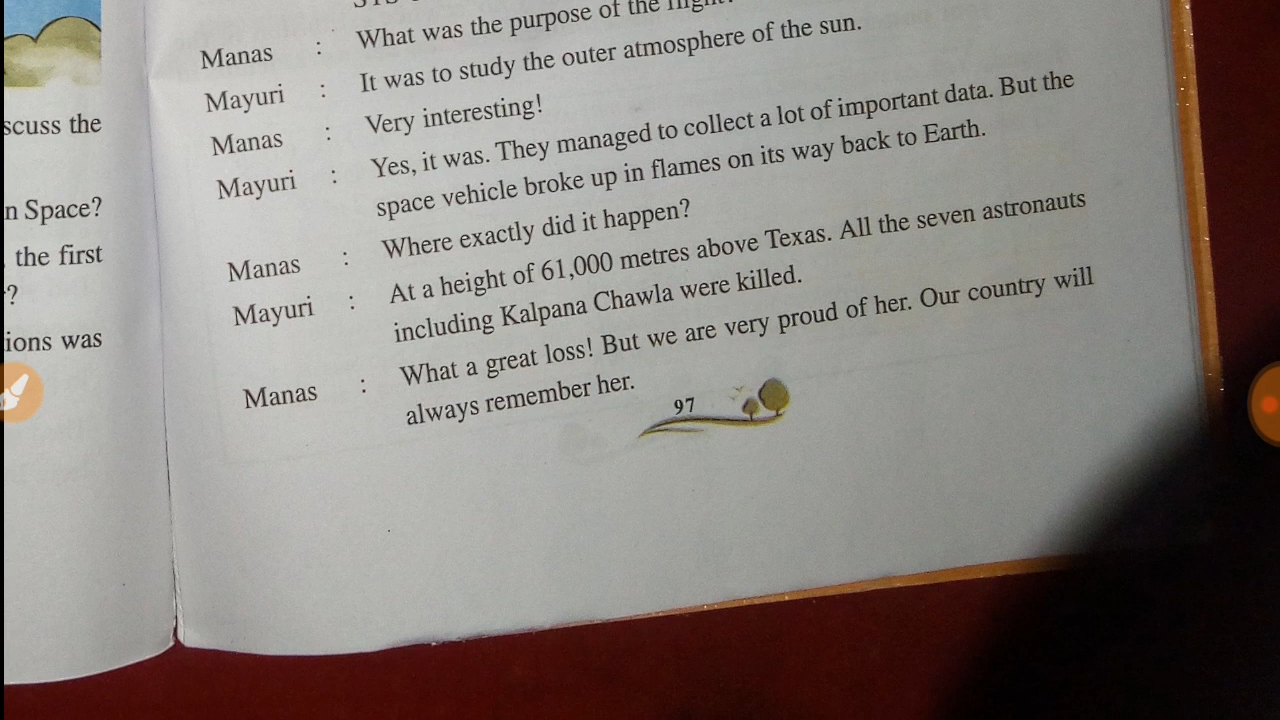 scuss the
n Space?
the first
?
ions was
Manas : What was the purpose of the flight?
Mayuri : It was to study the outer atmosphere of the sun.
Manas : Very interesting!
Mayuri : Yes, it was. They managed to collect a lot of important data. But the
space vehicle broke up in flames on its way back to Earth.
Manas : Where exactly did it happen?
Mayuri : At a height of 61,000 metres above Texas. All the seven astronauts
including Kalpana Chawla were killed.
Manas : What a great loss! But we are very proud of her. Our country will
always remember her.
97